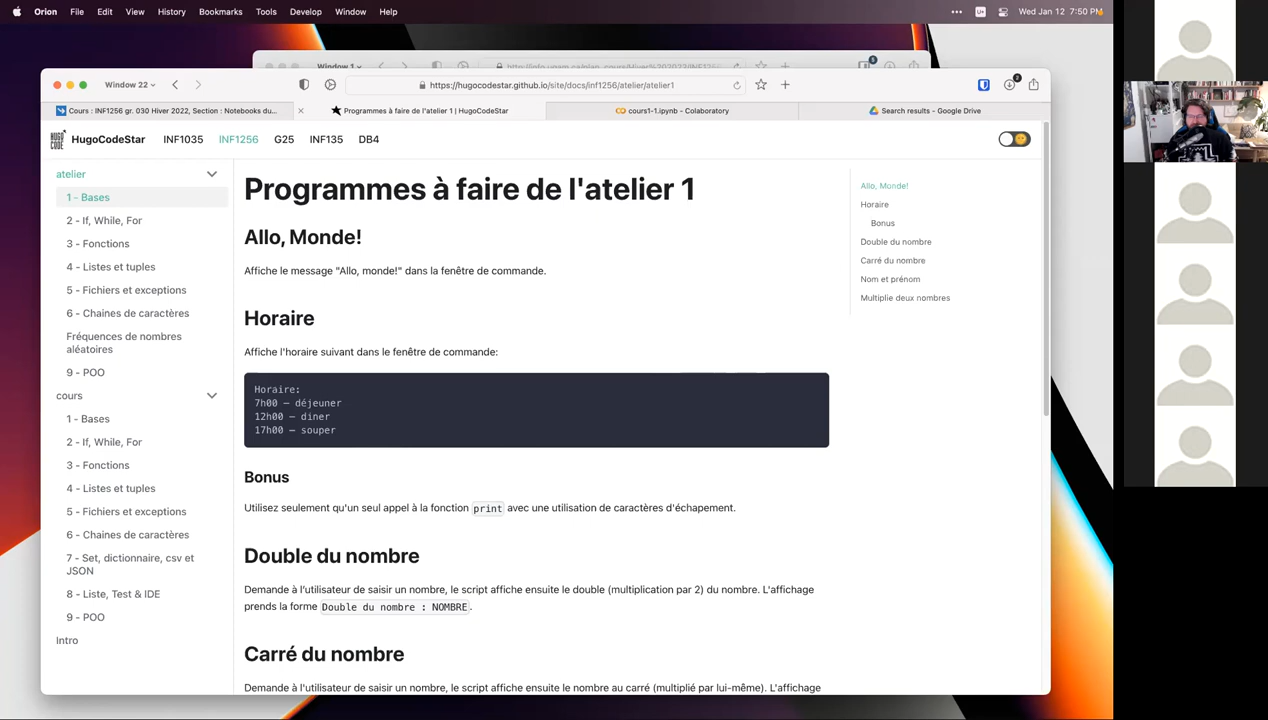 Orion File Edit View History Bookmarks Tools Develop Window Help
Wed Jan 12 7:50 PM
Window 1
Window 22
https://hugocodestar.github.io/site/docs/inf1256/atelier/atelier1
Cours : INF1256 gr. 030 Hiver 2022, Section : Notebooks du...
Programmes à faire de l'atelier 1 | HugoCodeStar
cours1-1.ipynb - Colaboratory
Search results - Google Drive
HUGO CODE
HugoCodeStar INF1035 INF1256 G25 INF135 DB4
atelier
1 - Bases
2 - If, While, For
3 - Fonctions
4 - Listes et tuples
5 - Fichiers et exceptions
6 - Chaines de caractères
Fréquences de nombres
aléatoires
9 - POO
cours
1 - Bases
2 - If, While, For
3 - Fonctions
4 - Listes et tuples
5 - Fichiers et exceptions
6 - Chaines de caractères
7 - Set, dictionnaire, csv et
JSON
8 - Liste, Test & IDE
9 - POO
Intro
Programmes à faire de l'atelier 1
Allo, Monde!
Affiche le message "Allo, monde!" dans la fenêtre de commande.
Horaire
Affiche l'horaire suivant dans le fenêtre de commande:
Horaire:
7h00 – déjeuner
12h00 – diner
17h00 – souper
Bonus
Utilisez seulement qu'un seul appel à la fonction print avec une utilisation de caractères d'échapement.
Double du nombre
Demande à l'utilisateur de saisir un nombre, le script affiche ensuite le double (multiplication par 2) du nombre. L'affichage
prends la forme Double du nombre : NOMBRE.
Carré du nombre
Demande à l'utilisateur de saisir un nombre, le script affiche ensuite le nombre au carré (multiplié par lui-même). L'affichage
Allo, Monde!
Horaire
Bonus
Double du nombre
Carré du nombre
Nom et prénom
Multiplie deux nombres